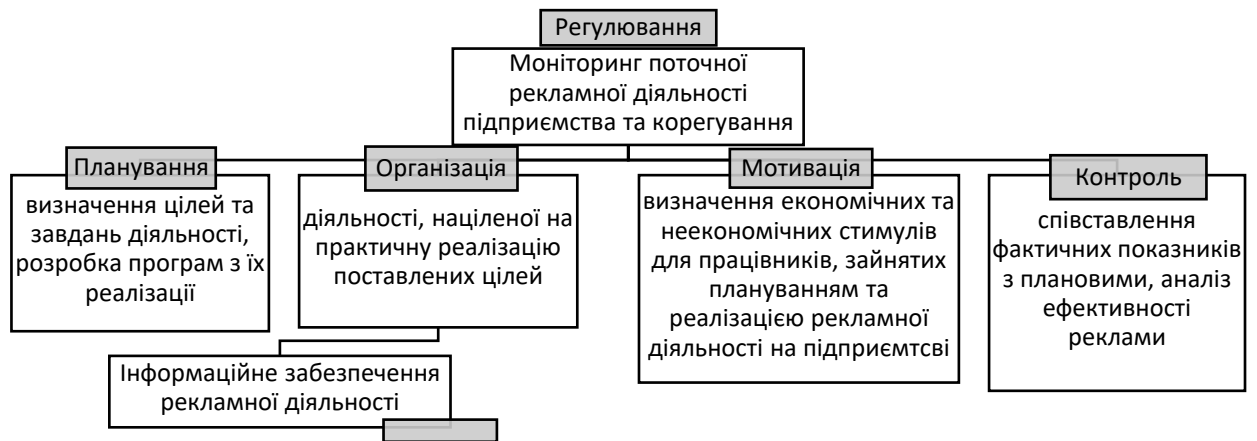 Регулювання
Моніторинг поточної
рекламної діяльності
підприємства та корегування
Планування
визначення цілей та
завдань діяльності,
розробка програм з їх
реалізації
Організація
діяльності, націленої на
практичну реалізацію
поставлених цілей
Мотивація
визначення економічних та
неекономічних стимулів
для працівників, зайнятих
плануванням та
реалізацією рекламної
діяльності на підприємтсві
Контроль
співставлення
фактичних показників
з плановими, аналіз
ефективності
реклами
Інформаційне забезпечення
рекламної діяльності